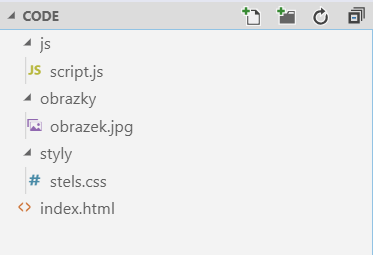 CODE
js
JS script.js
obrazky
obrazek.jpg
styly
# stels.css
<> index.html